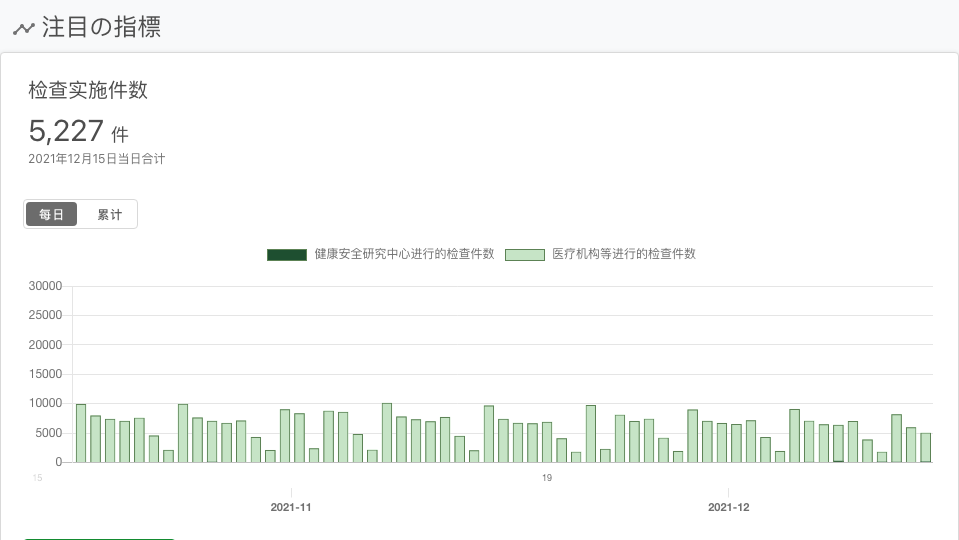 注目の指標
检查实施件数
5,227 件
2021年12月15日当日合计
每日 累计
健康安全研究中心进行的检查件数 医疗机构等进行的检查件数
30000
25000
20000
15000
10000
5000
0
15 19
2021-11 2021-12